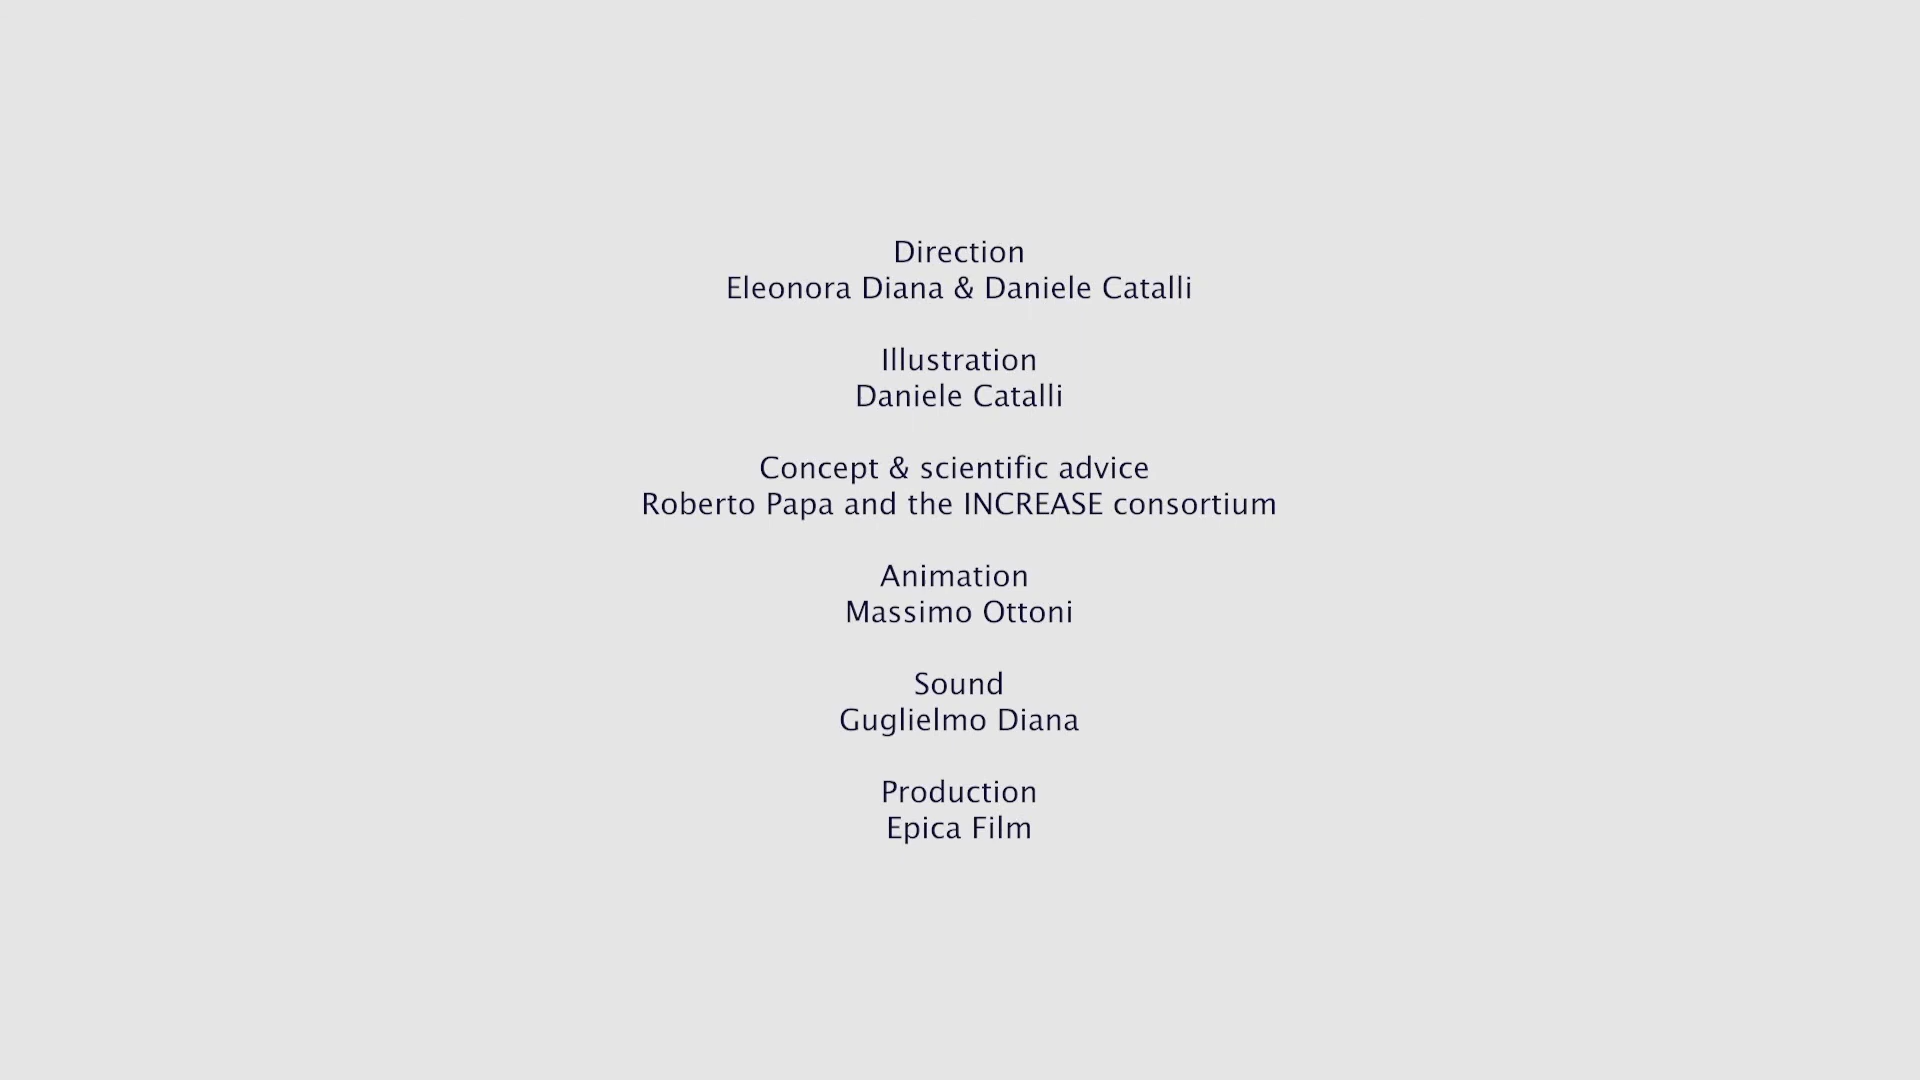 Direction
Eleonora Diana & Daniele Catalli
Illustration
Daniele Catalli
Concept & scientific advice
Roberto Papa and the INCREASE consortium
Animation
Massimo Ottoni
Sound
Guglielmo Diana
Production
Epica Film